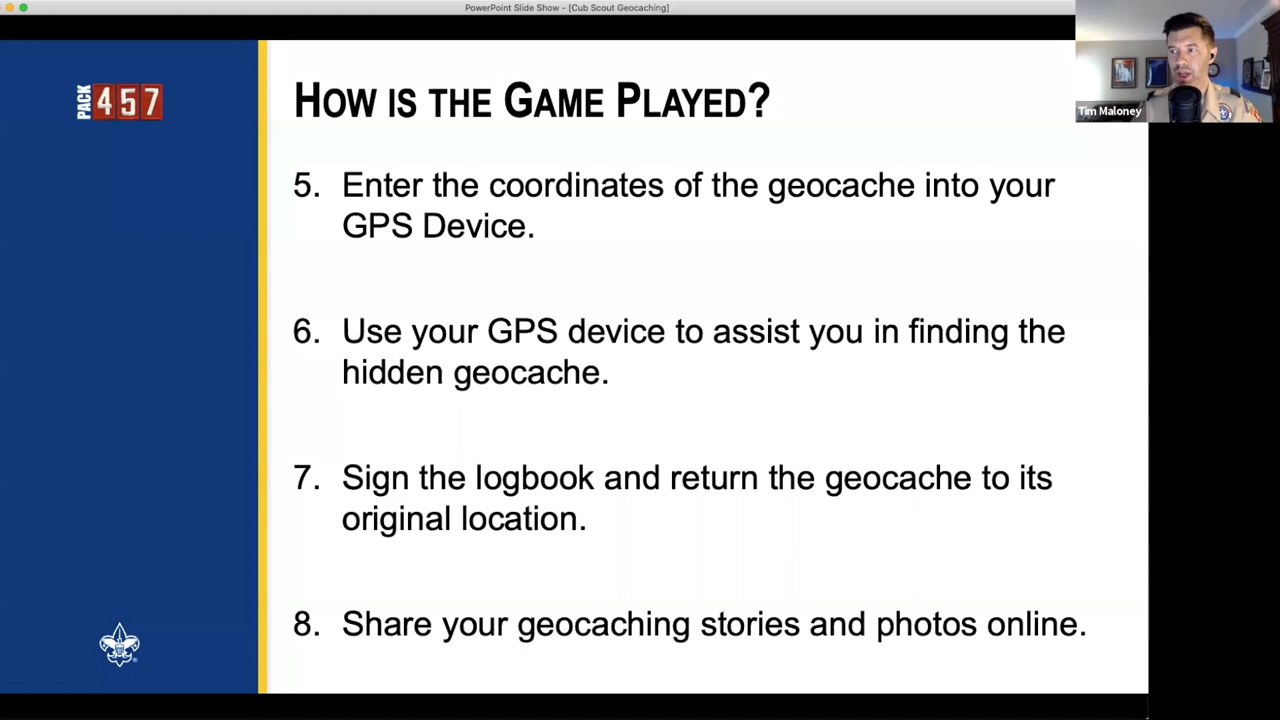 PowerPoint Slide Show - [Cub Scout Geocaching]
PACK 457
HOW IS THE GAME PLAYED?
Tim Maloney
5. Enter the coordinates of the geocache into your
GPS Device.
6. Use your GPS device to assist you in finding the
hidden geocache.
7. Sign the logbook and return the geocache to its
original location.
8. Share your geocaching stories and photos online.
®